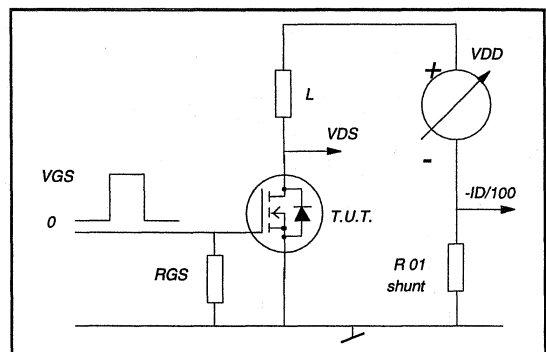 VDD
+
L
VDS
-
VGS
-ID/100
0
T.U.T.
RGS
R 01
shunt